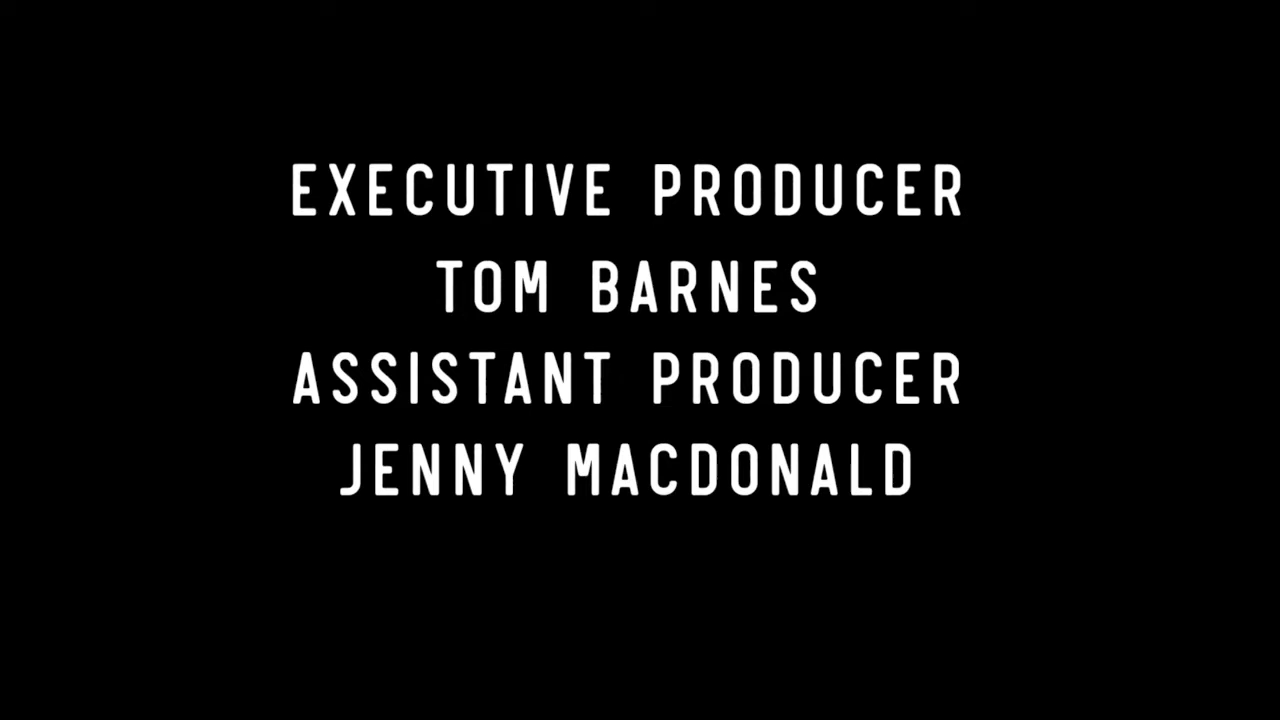 EXECUTIVE PRODUCER
TOM BARNES
ASSISTANT PRODUCER
JENNY MACDONALD